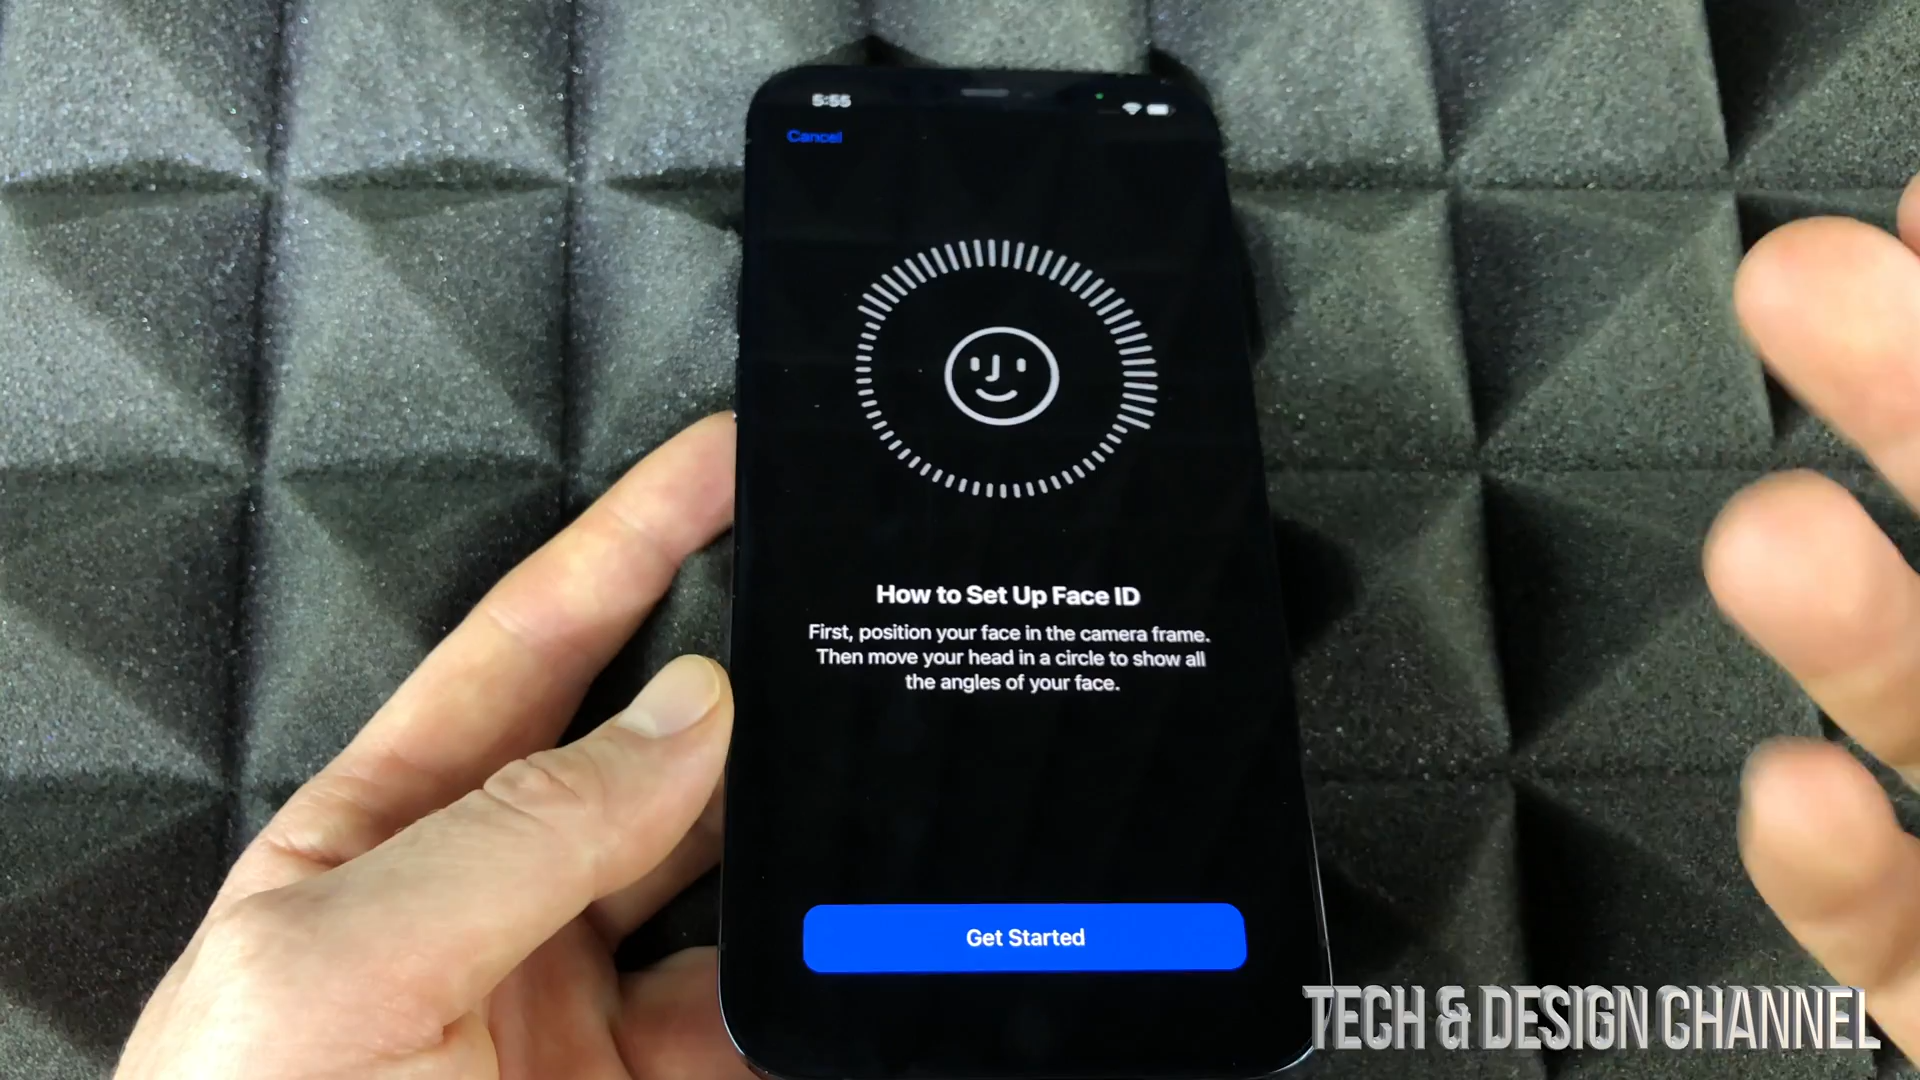 5:55
Cancel
How to Set Up Face ID
First, position your face in the camera frame.
Then move your head in a circle to show all
the angles of your face.
Get Started
TECH & DESIGN CHANNEL